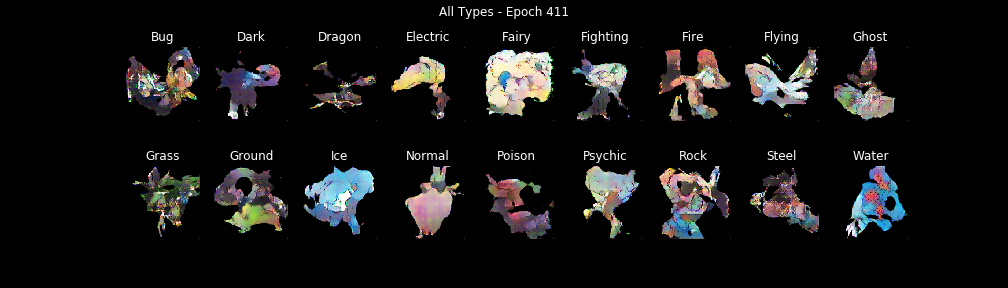 All Types - Epoch 411
Bug Dark Dragon Electric Fairy Fighting Fire Flying Ghost
Grass Ground Ice Normal Poison Psychic Rock Steel Water